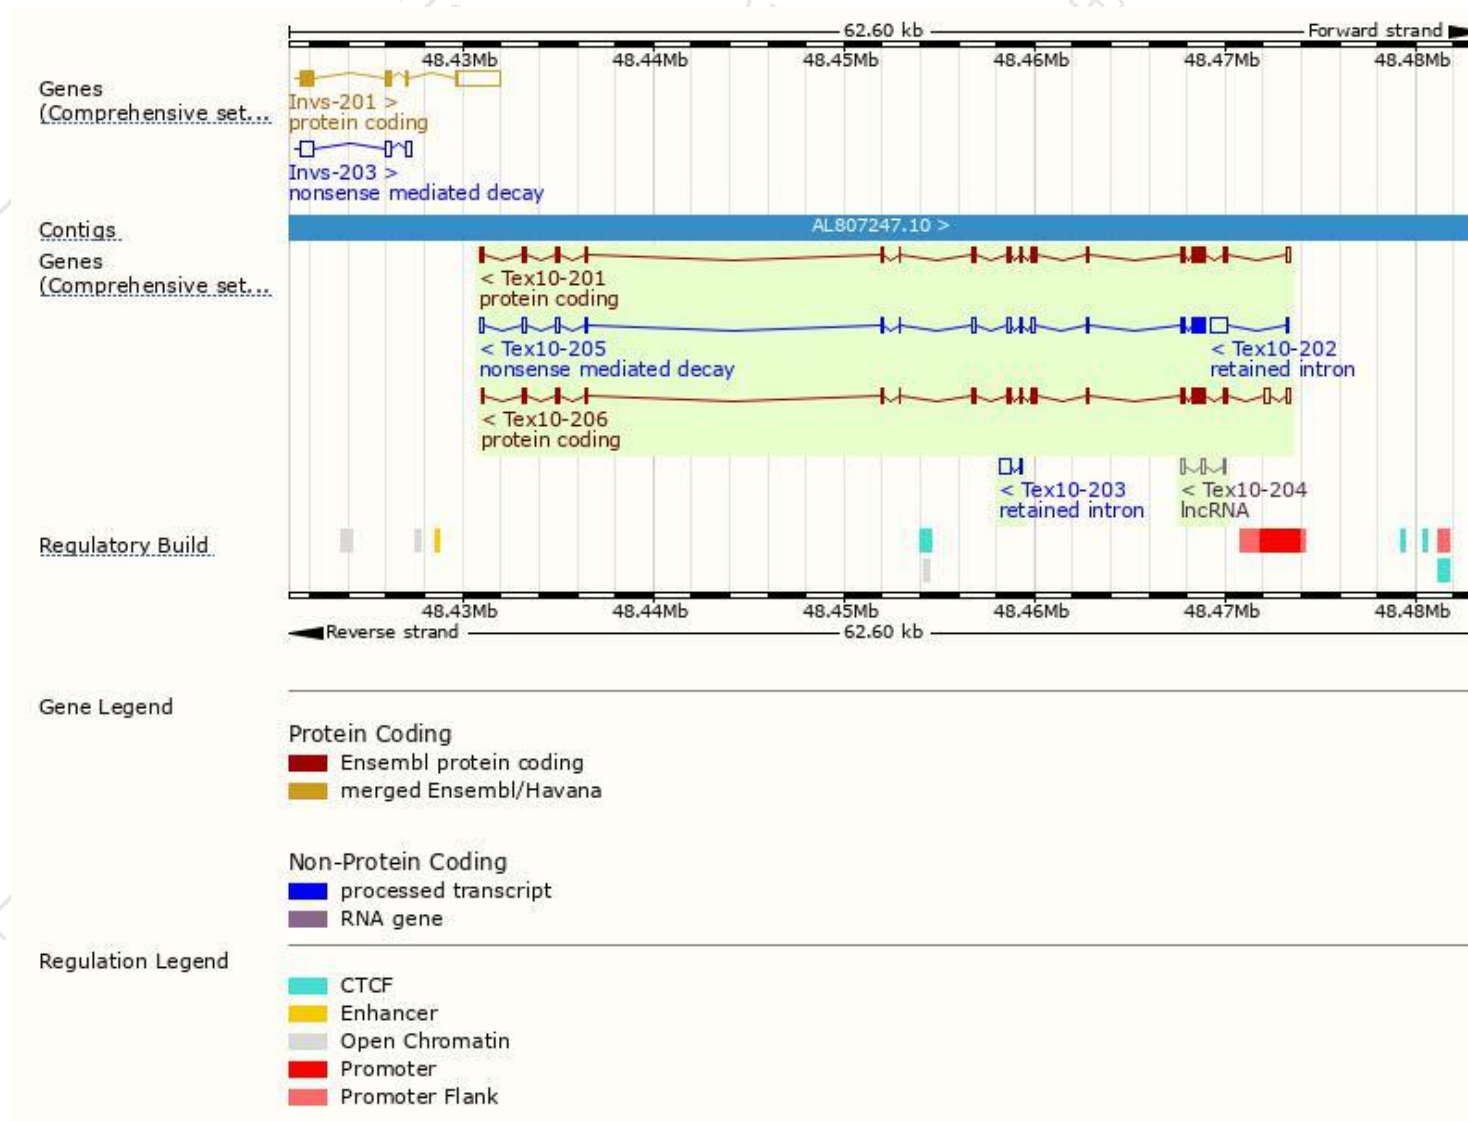 62.60 kb
Forward strand
48.43Mb 48.44Mb 48.45Mb 48.46Mb 48.47Mb 48.48Mb
Genes
(Comprehensive set...
Invs-201 >
protein coding
Invs-203 >
nonsense mediated decay
Contigs
AL807247.10 >
Genes
(Comprehensive set...
< Tex10-201
protein coding
< Tex10-205
nonsense mediated decay
< Tex10-202
retained intron
< Tex10-206
protein coding
< Tex10-203
retained intron
< Tex10-204
lncRNA
Regulatory Build
48.43Mb 48.44Mb 48.45Mb 48.46Mb 48.47Mb 48.48Mb
Reverse strand
62.60 kb
Gene Legend
Protein Coding
Ensembl protein coding
merged Ensembl/Havana
Non-Protein Coding
processed transcript
RNA gene
Regulation Legend
CTCF
Enhancer
Open Chromatin
Promoter
Promoter Flank